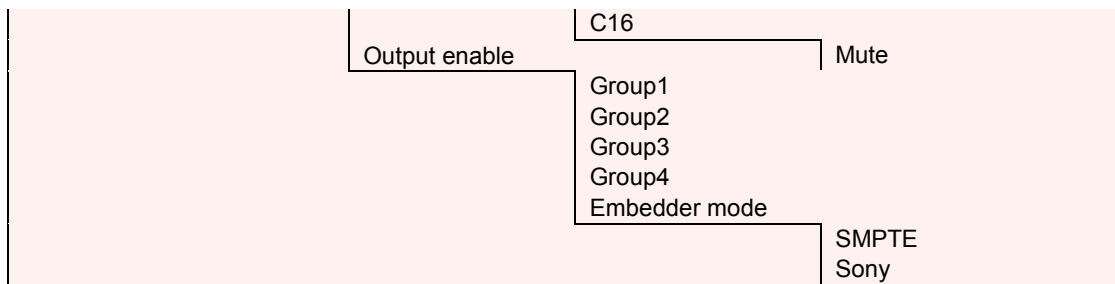 C16
Output enable Mute
Group1
Group2
Group3
Group4
Embedder mode
SMPTE
Sony